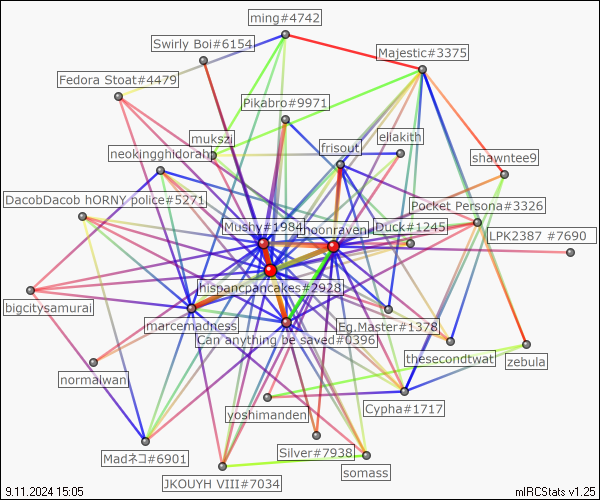 ming#4742
Swirly Boi#6154
Majestic#3375
Fedora Stoat#4479
Pikabro#9971
mukszi
eilakith
frisout
neokingghidorah
shawntee9
DacobDacob hORNY police#5271
Pocket Persona#3326
Mushy#1984
hoonraven
Duck#1245
LPK2387 #7690
hispancpancakes#2928
bigcitysamurai
marcemadness
Eg.Master#1378
Can anything be saved#0396
thesecondtwat
zebula
normalwan
yoshimanden
Cypha#1717
Madネコ#6901
Silver#7938
somass
JKOUYH VIII#7034
9.11.2024 15:05
mIRCStats v1.25